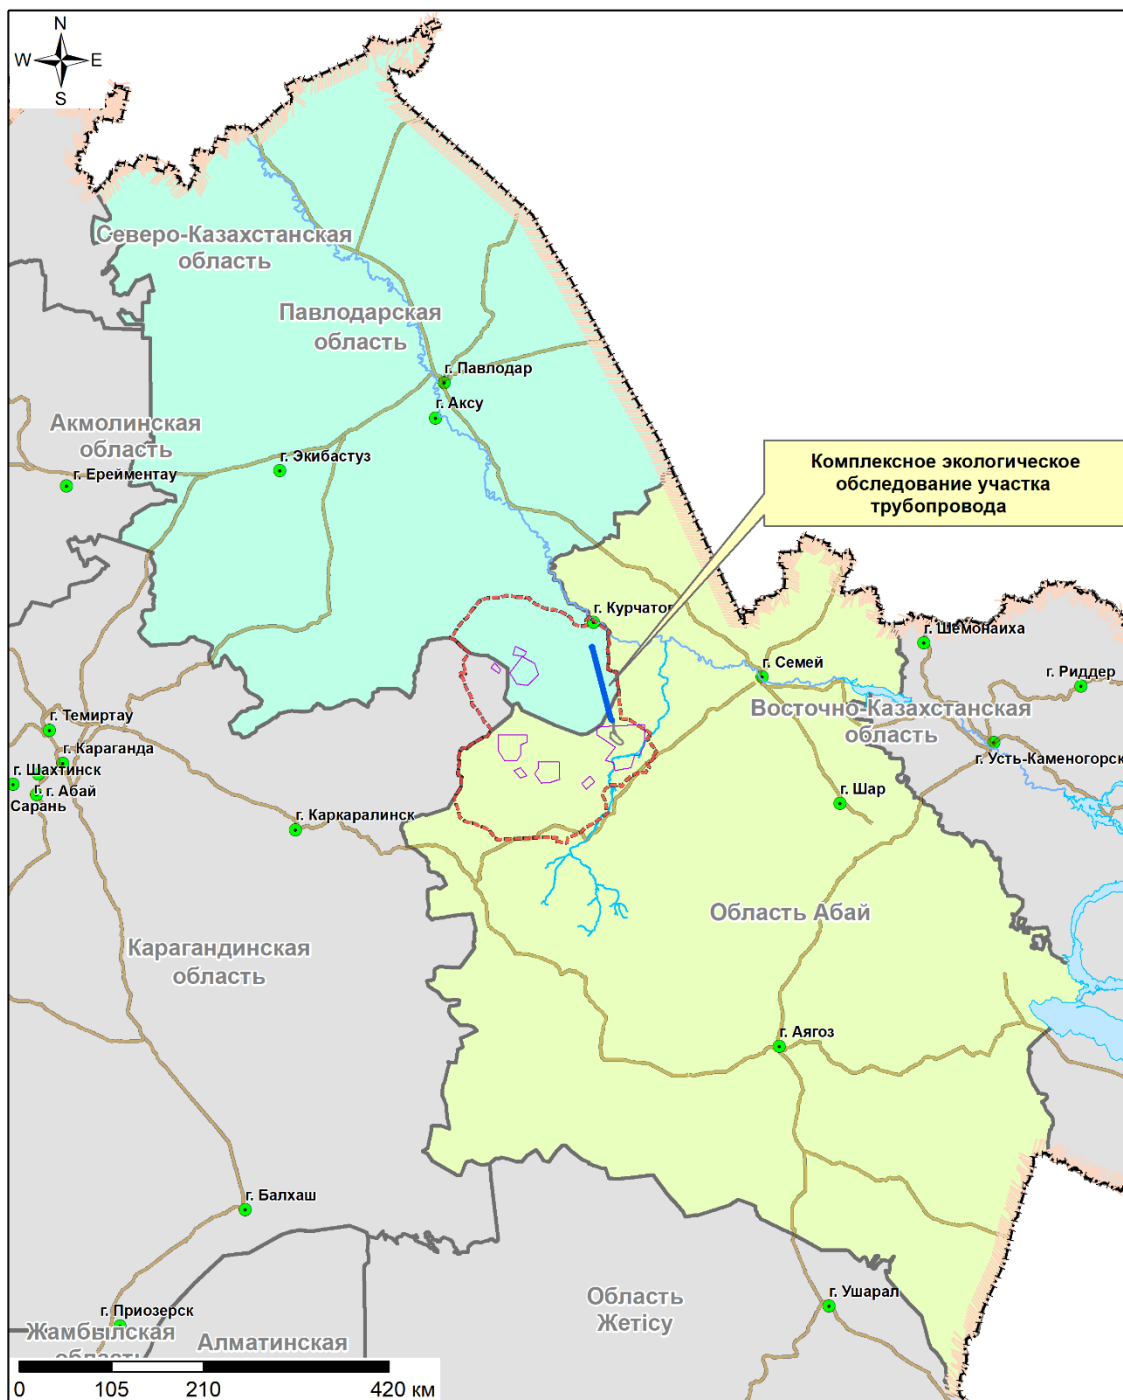 N
W E
S
Северо-Казахстанская
область
Павлодарская
область
г. Павлодар
г. Аксу
Акмолинская
область
г. Экибастуз
г. Ерейментау
Комплексное экологическое
обследование участка
трубопровода
г. Курчатов
г. Шемонаиха
г. Семей
г. Риддер
Восточно-Казахстанская
область
г. Темиртау
г. Караганда
г. Усть-Каменогорск
г. Шахтинск
г. г. Абай
Сарань
г. Шар
г. Каркаралинск
Область Абай
Карагандинская
область
г. Аягоз
г. Балхаш
Область
Жетісу
г. Ушарал
г. Приозерск
Жамбылская
область
Алматинская
0 105 210 420 км